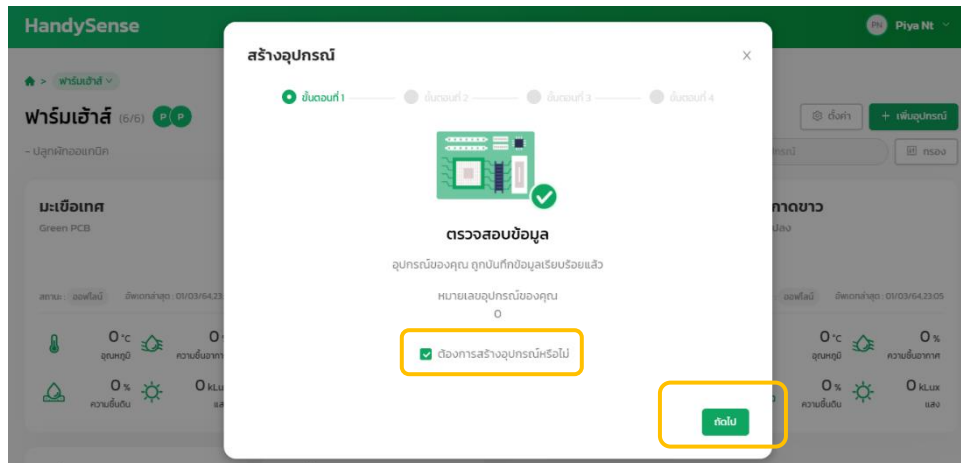 HandySense
PN Piya Nt
สร้างอุปกรณ์
> ฟาร์มเฮ้าส์
ขั้นตอนที่ 1
ขั้นตอนที่ 2
ขั้นตอนที่ 3
ขั้นตอนที่ 4
ฟาร์มเฮ้าส์ (6/6) P P
ตั้งค่า
+ เพิ่มอุปกรณ์
- ปลูกผักออแกนิค
กรอง
มะเขือเทศ
Green PCB
กาดขาว
ตรวจสอบข้อมูล
อุปกรณ์ของคุณ ถูกบันทึกข้อมูลเรียบร้อยแล้ว
หมายเลขอุปกรณ์ของคุณ
0
สถานะ : ออฟไลน์ อัพเดทล่าสุด : 01/03/64,23:
ออฟไลน์ อัพเดทล่าสุด : 01/03/64,23:05
ต้องการสร้างอุปกรณ์หรือไม่
0 °C
อุณหภูมิ
0
ความชื้นอากา
0 °C
อุณหภูมิ
0 %
ความชื้นอากาศ
0 %
ความชื้นดิน
0 kLu
แส
0 %
ความชื้นดิน
0 kLux
แสง
ถัดไป